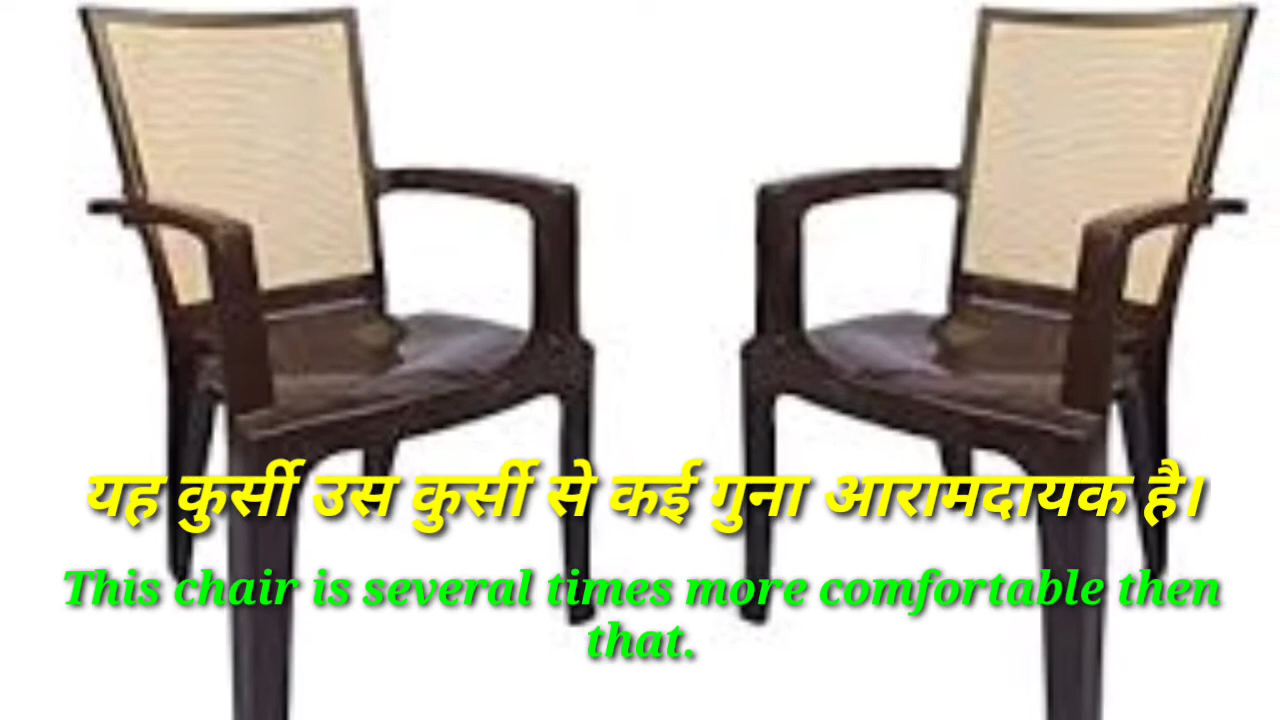 यह कुर्सी उस कुर्सी से कई गुना आरामदायक है।
This chair is several times more comfortable then
that.